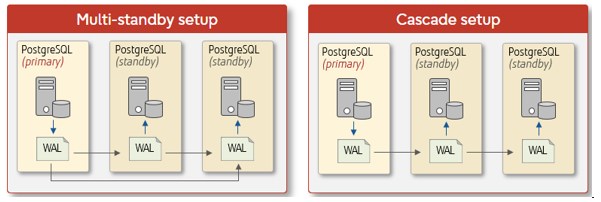 Multi-standby setup
PostgreSQL
(primary)
PostgreSQL
(standby)
PostgreSQL
(standby)
WAL
WAL
WAL
Cascade setup
PostgreSQL
(primary)
PostgreSQL
(standby)
PostgreSQL
(standby)
WAL
WAL
WAL